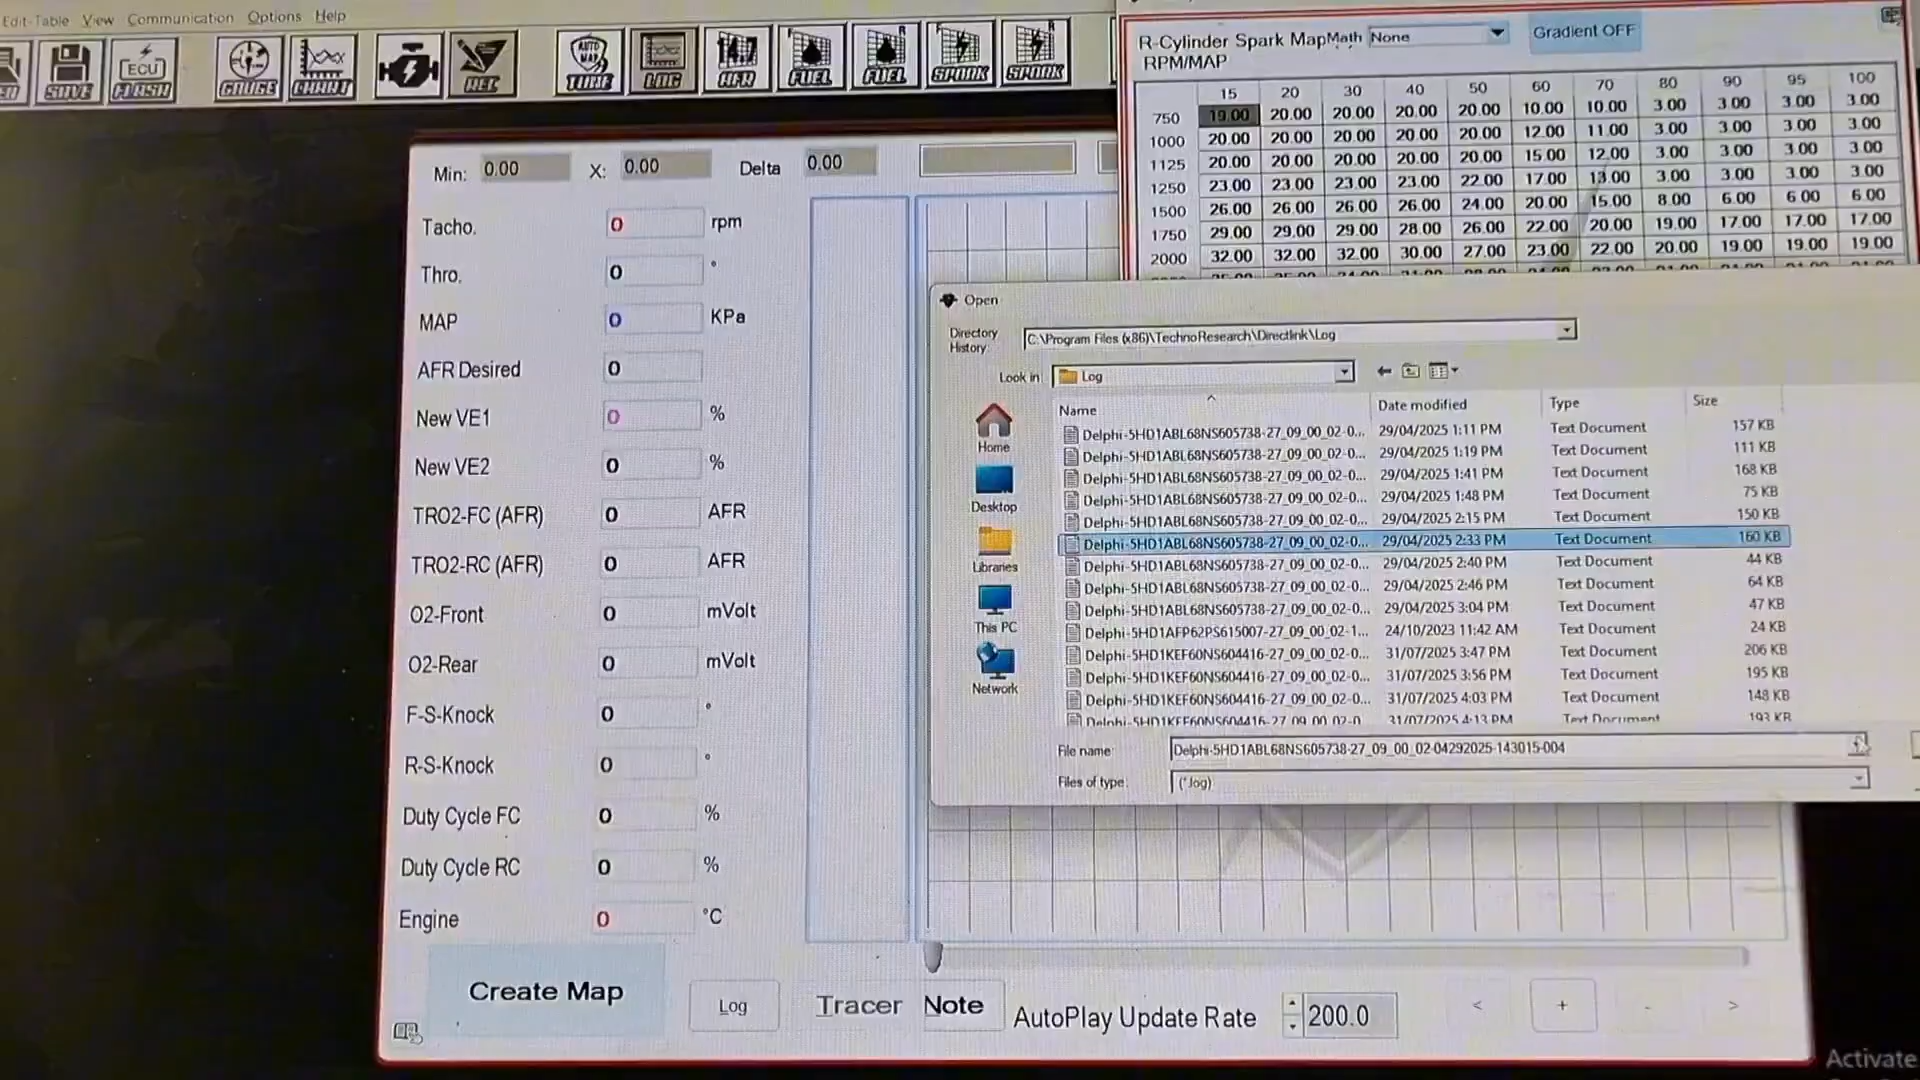 Edit-Table View Communication Options Help
SAVE
ECU
FLASH
GAUGE
CHART
REC
AUTO MAP
TUNE
LOG
14.7
AFR
F
FUEL
R
FUEL
F
SPARK
R
SPARK
R-Cylinder Spark Map Math None Gradient OFF
RPM/MAP
15 20 30 40 50 60 70 80 90 95 100
750 19.00 20.00 20.00 20.00 20.00 10.00 10.00 3.00 3.00 3.00 3.00
1000 20.00 20.00 20.00 20.00 20.00 12.00 11.00 3.00 3.00 3.00 3.00
1125 20.00 20.00 20.00 20.00 20.00 15.00 12.00 3.00 3.00 3.00 3.00
1250 23.00 23.00 23.00 23.00 22.00 17.00 13.00 3.00 3.00 3.00 3.00
1500 26.00 26.00 26.00 26.00 24.00 20.00 15.00 8.00 6.00 6.00 6.00
1750 29.00 29.00 29.00 28.00 26.00 22.00 20.00 19.00 17.00 17.00 17.00
2000 32.00 32.00 32.00 30.00 27.00 23.00 22.00 20.00 19.00 19.00 19.00
Min: 0.00 X: 0.00 Delta 0.00
Tacho. 0 rpm
Thro. 0 °
MAP 0 KPa
AFR Desired 0
New VE1 0 %
New VE2 0 %
TRO2-FC (AFR) 0 AFR
TRO2-RC (AFR) 0 AFR
O2-Front 0 mVolt
O2-Rear 0 mVolt
F-S-Knock 0 °
R-S-Knock 0 °
Duty Cycle FC 0 %
Duty Cycle RC 0 %
Engine 0 °C
Open
Directory History: C:\Program Files (x86)\TechnoResearch\Directlink\Log
Look in: Log
Home
Desktop
Libraries
This PC
Network
Name Date modified Type Size
Delphi-5HD1ABL68NS605738-27_09_00_02-0... 29/04/2025 1:11 PM Text Document 157 KB
Delphi-5HD1ABL68NS605738-27_09_00_02-0... 29/04/2025 1:19 PM Text Document 111 KB
Delphi-5HD1ABL68NS605738-27_09_00_02-0... 29/04/2025 1:41 PM Text Document 168 KB
Delphi-5HD1ABL68NS605738-27_09_00_02-0... 29/04/2025 1:48 PM Text Document 75 KB
Delphi-5HD1ABL68NS605738-27_09_00_02-0... 29/04/2025 2:15 PM Text Document 150 KB
Delphi-5HD1ABL68NS605738-27_09_00_02-0... 29/04/2025 2:33 PM Text Document 160 KB
Delphi-5HD1ABL68NS605738-27_09_00_02-0... 29/04/2025 2:40 PM Text Document 44 KB
Delphi-5HD1ABL68NS605738-27_09_00_02-0... 29/04/2025 2:46 PM Text Document 64 KB
Delphi-5HD1ABL68NS605738-27_09_00_02-0... 29/04/2025 3:04 PM Text Document 47 KB
Delphi-5HD1AFP62PS615007-27_09_00_02-1... 24/10/2023 11:42 AM Text Document 24 KB
Delphi-5HD1KEF60NS604416-27_09_00_02-0... 31/07/2025 3:47 PM Text Document 206 KB
Delphi-5HD1KEF60NS604416-27_09_00_02-0... 31/07/2025 3:56 PM Text Document 195 KB
Delphi-5HD1KEF60NS604416-27_09_00_02-0... 31/07/2025 4:03 PM Text Document 148 KB
Delphi-5HD1KEF60NS604416-27_09_00_02-0 31/07/2025 4:13 PM Text Document 193 KB
File name: Delphi-5HD1ABL68NS605738-27_09_00_02-04292025-143015-004
Files of type: (*.log)
Create Map Log Tracer Note AutoPlay Update Rate 200.0 < + - >
Activate